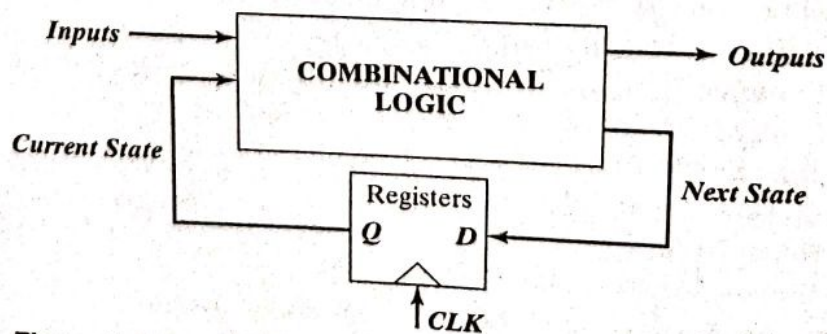 Inputs
Outputs
COMBINATIONAL
LOGIC
Current State
Next State
Registers
Q D
CLK